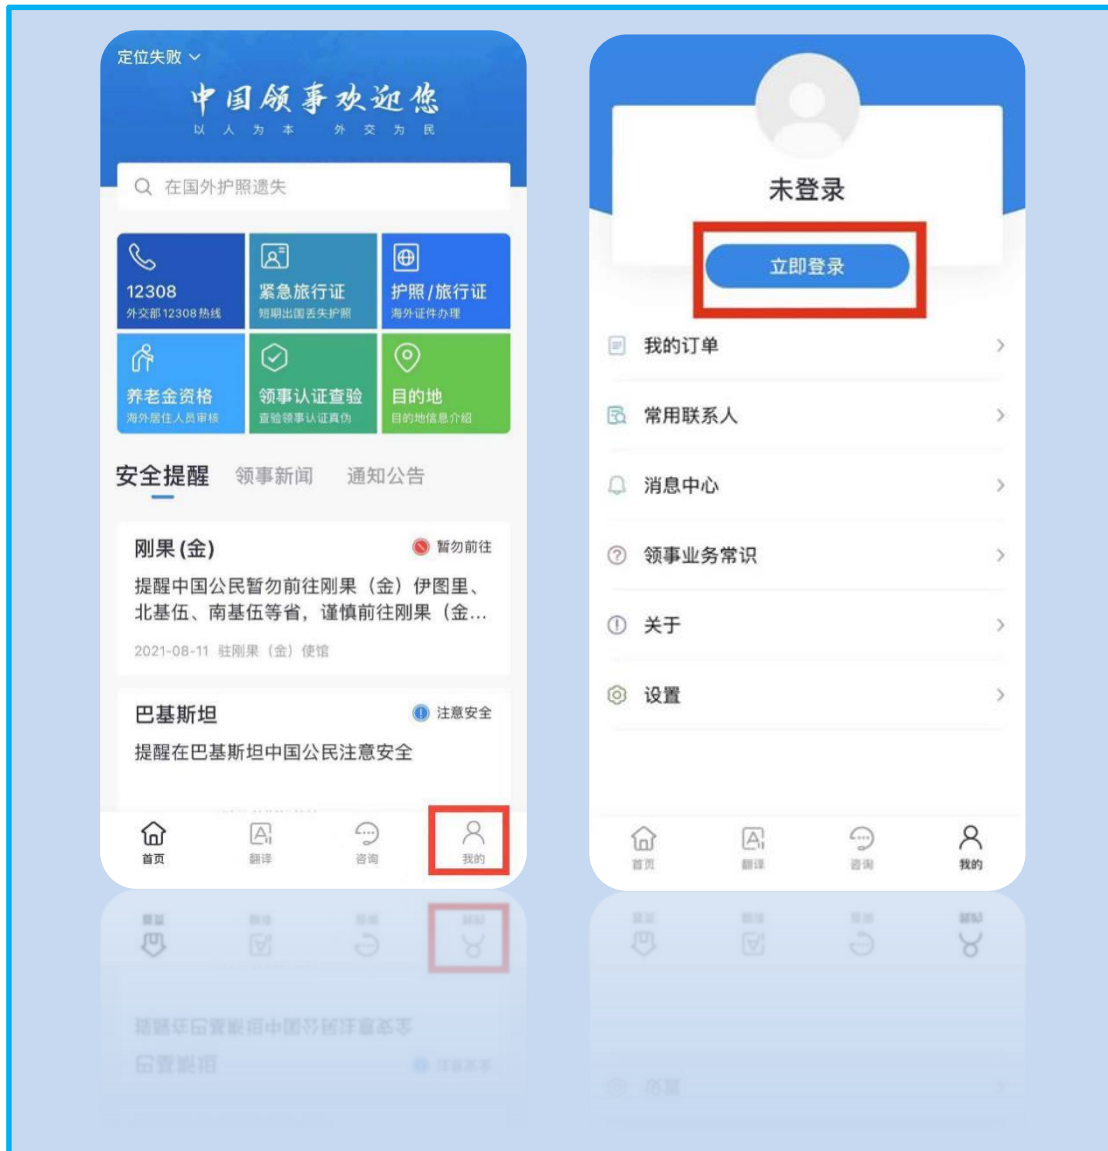 定位失败
中国领事欢迎您
以人为本 外交为民
在国外护照遗失
12308
外交部12308热线
紧急旅行证
短期出国丢失护照
护照/旅行证
海外证件办理
养老金资格
海外居住人员审核
领事认证查验
查验领事认证真伪
目的地
目的地信息介绍
安全提醒 领事新闻 通知公告
刚果(金) 暂勿前往
提醒中国公民暂勿前往刚果（金）伊图里、
北基伍、南基伍等省，谨慎前往刚果（金...
2021-08-11 驻刚果（金）使馆
巴基斯坦 注意安全
提醒在巴基斯坦中国公民注意安全
首页 翻译 咨询 我的
未登录
立即登录
我的订单
常用联系人
消息中心
领事业务常识
关于
设置
首页 翻译 咨询 我的